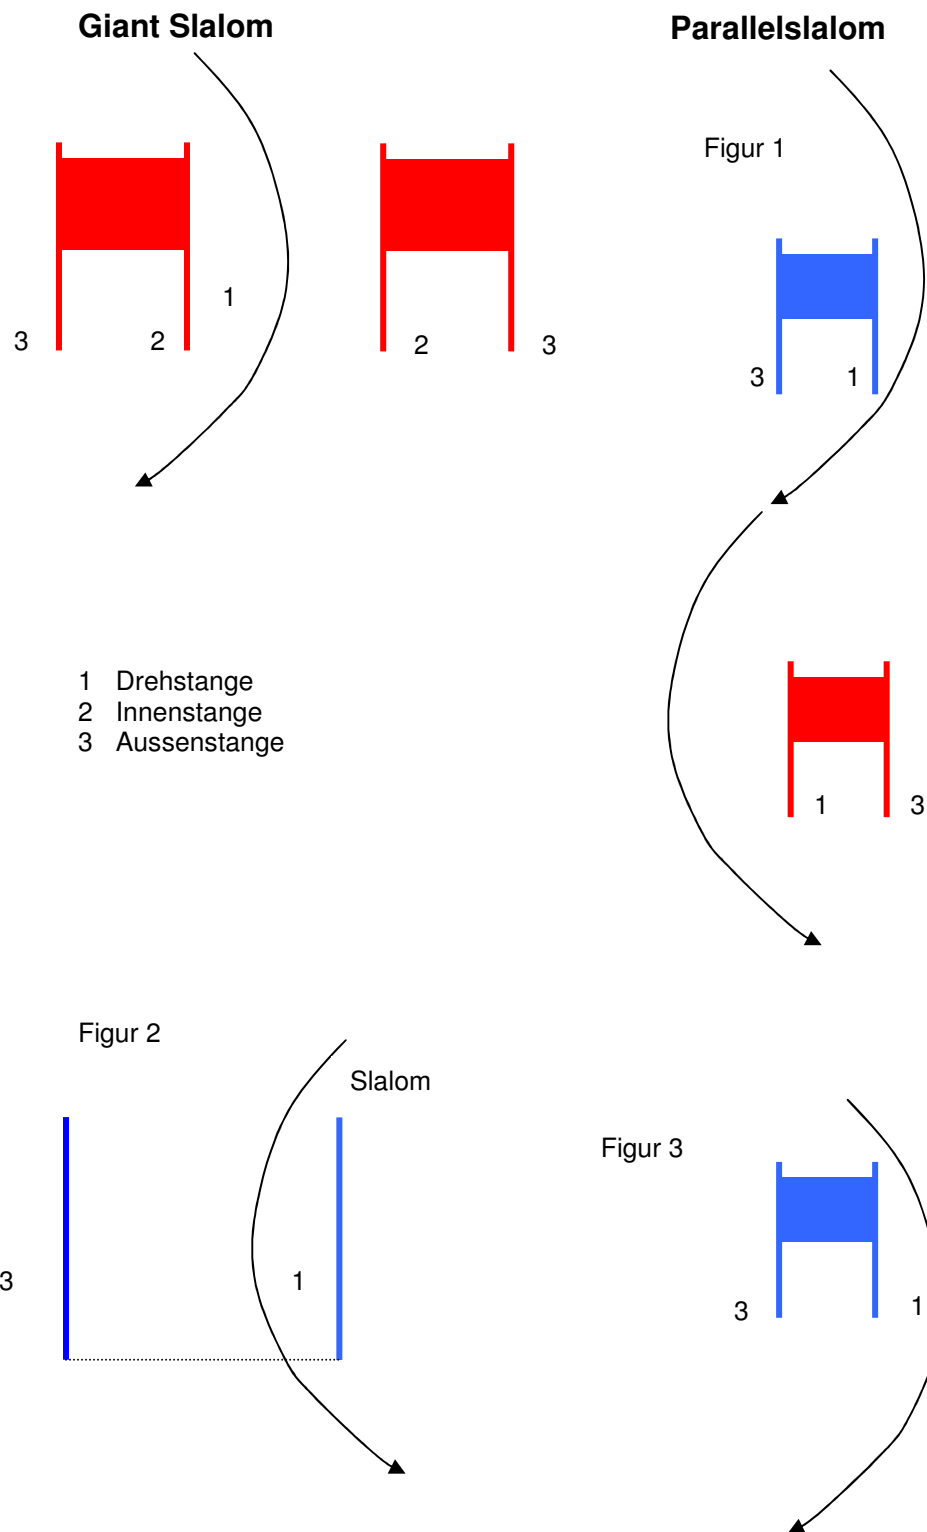 Giant Slalom
Parallelslalom
Figur 1
1
3 2
2 3
3 1
1 Drehstange
2 Innenstange
3 Aussenstange
1 3
Figur 2
Slalom
Figur 3
3 1
3 1